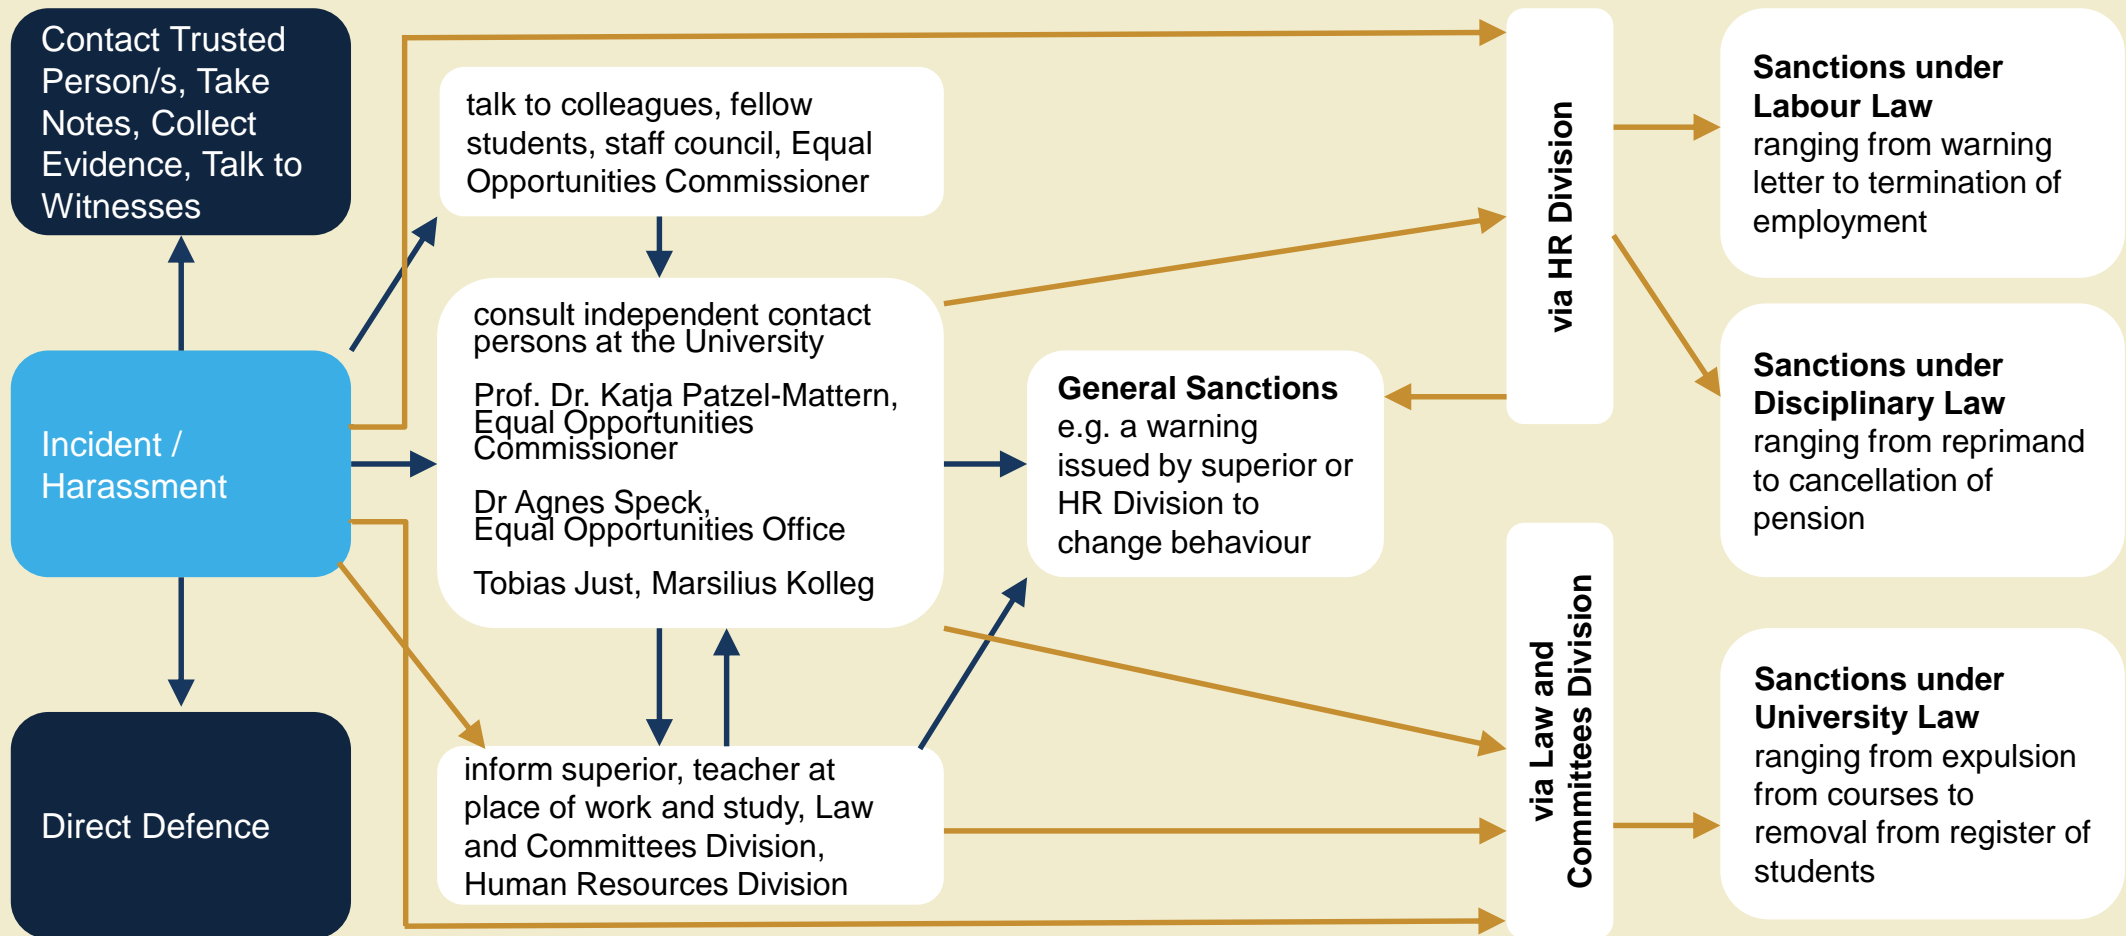 Contact Trusted
Person/s, Take
Notes, Collect
Evidence, Talk to
Witnesses
Incident /
Harassment
Direct Defence
talk to colleagues, fellow
students, staff council, Equal
Opportunities Commissioner
consult independent contact
persons at the University
Prof. Dr. Katja Patzel-Mattern,
Equal Opportunities
Commissioner
Dr Agnes Speck,
Equal Opportunities Office
Tobias Just, Marsilius Kolleg
inform superior, teacher at
place of work and study, Law
and Committees Division,
Human Resources Division
General Sanctions
e.g. a warning
issued by superior or
HR Division to
change behaviour
via HR Division
via Law and
Committees Division
Sanctions under
Labour Law
ranging from warning
letter to termination of
employment
Sanctions under
Disciplinary Law
ranging from reprimand
to cancellation of
pension
Sanctions under
University Law
ranging from expulsion
from courses to
removal from register of
students